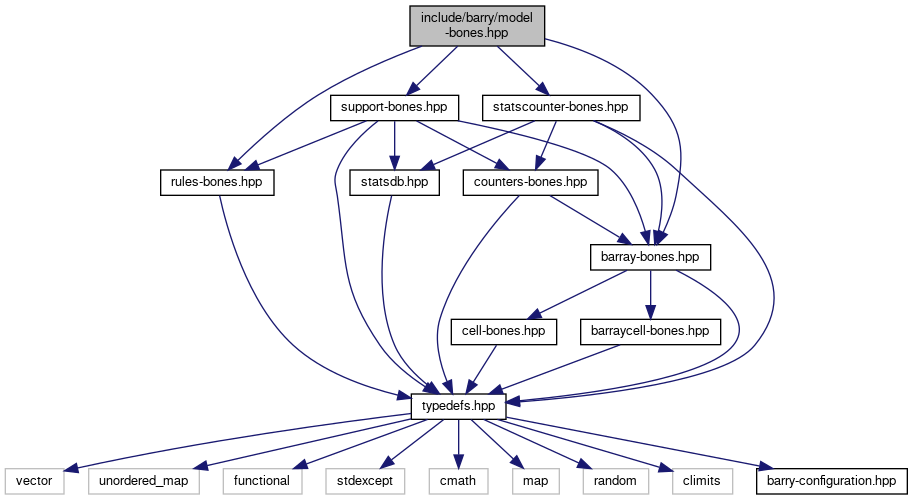 include/barry/model
-bones.hpp
support-bones.hpp
statscounter-bones.hpp
rules-bones.hpp
statsdb.hpp
counters-bones.hpp
barray-bones.hpp
cell-bones.hpp
barraycell-bones.hpp
typedefs.hpp
vector
unordered_map
functional
stdexcept
cmath
map
random
climits
barry-configuration.hpp